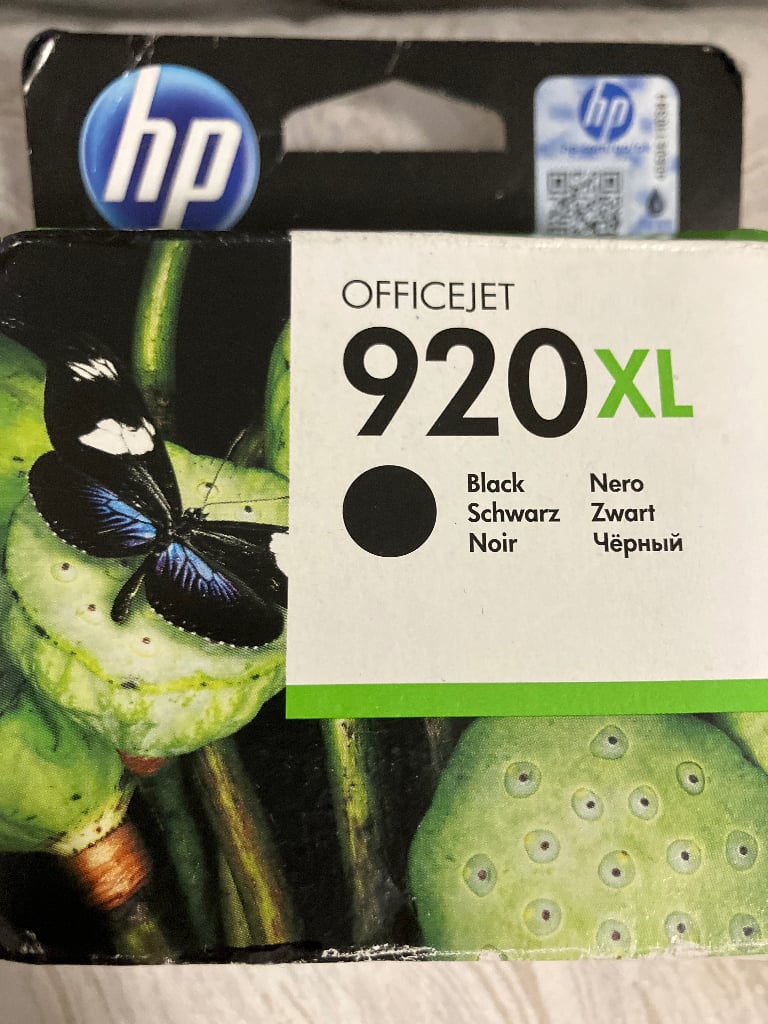 hp
hp
OFFICEJET
920XL
Black Nero
Schwarz Zwart
Noir Чёрный